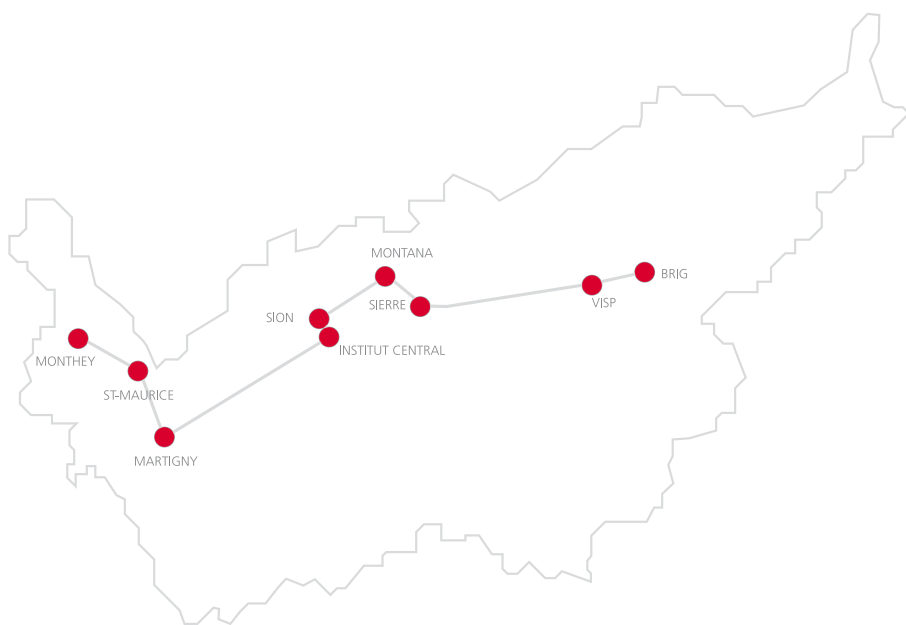 MONTANA
BRIG
VISP
SIERRE
SION
INSTITUT CENTRAL
MONTHEY
ST-MAURICE
MARTIGNY